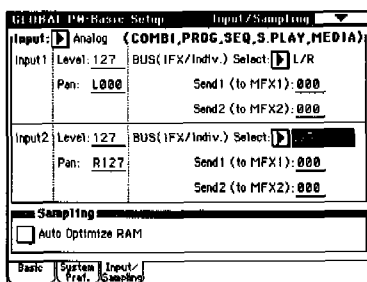 GLOBAL P0:Basic Setup Input/Sampling
Input: Analog (COMBI,PROG,SEQ,S.PLAY,MEDIA)
Input1 Level: 127 BUS(IFX/Indiv.) Select: L/R
Pan: L000 Send1 (to MFX1): 000
Send2 (to MFX2): 000
Input2 Level: 127 BUS(IFX/Indiv.) Select:
Pan: R127 Send1 (to MFX1): 000
Send2 (to MFX2): 000
Sampling
Auto Optimize RAM
Basic System Pref. Input/Sampling